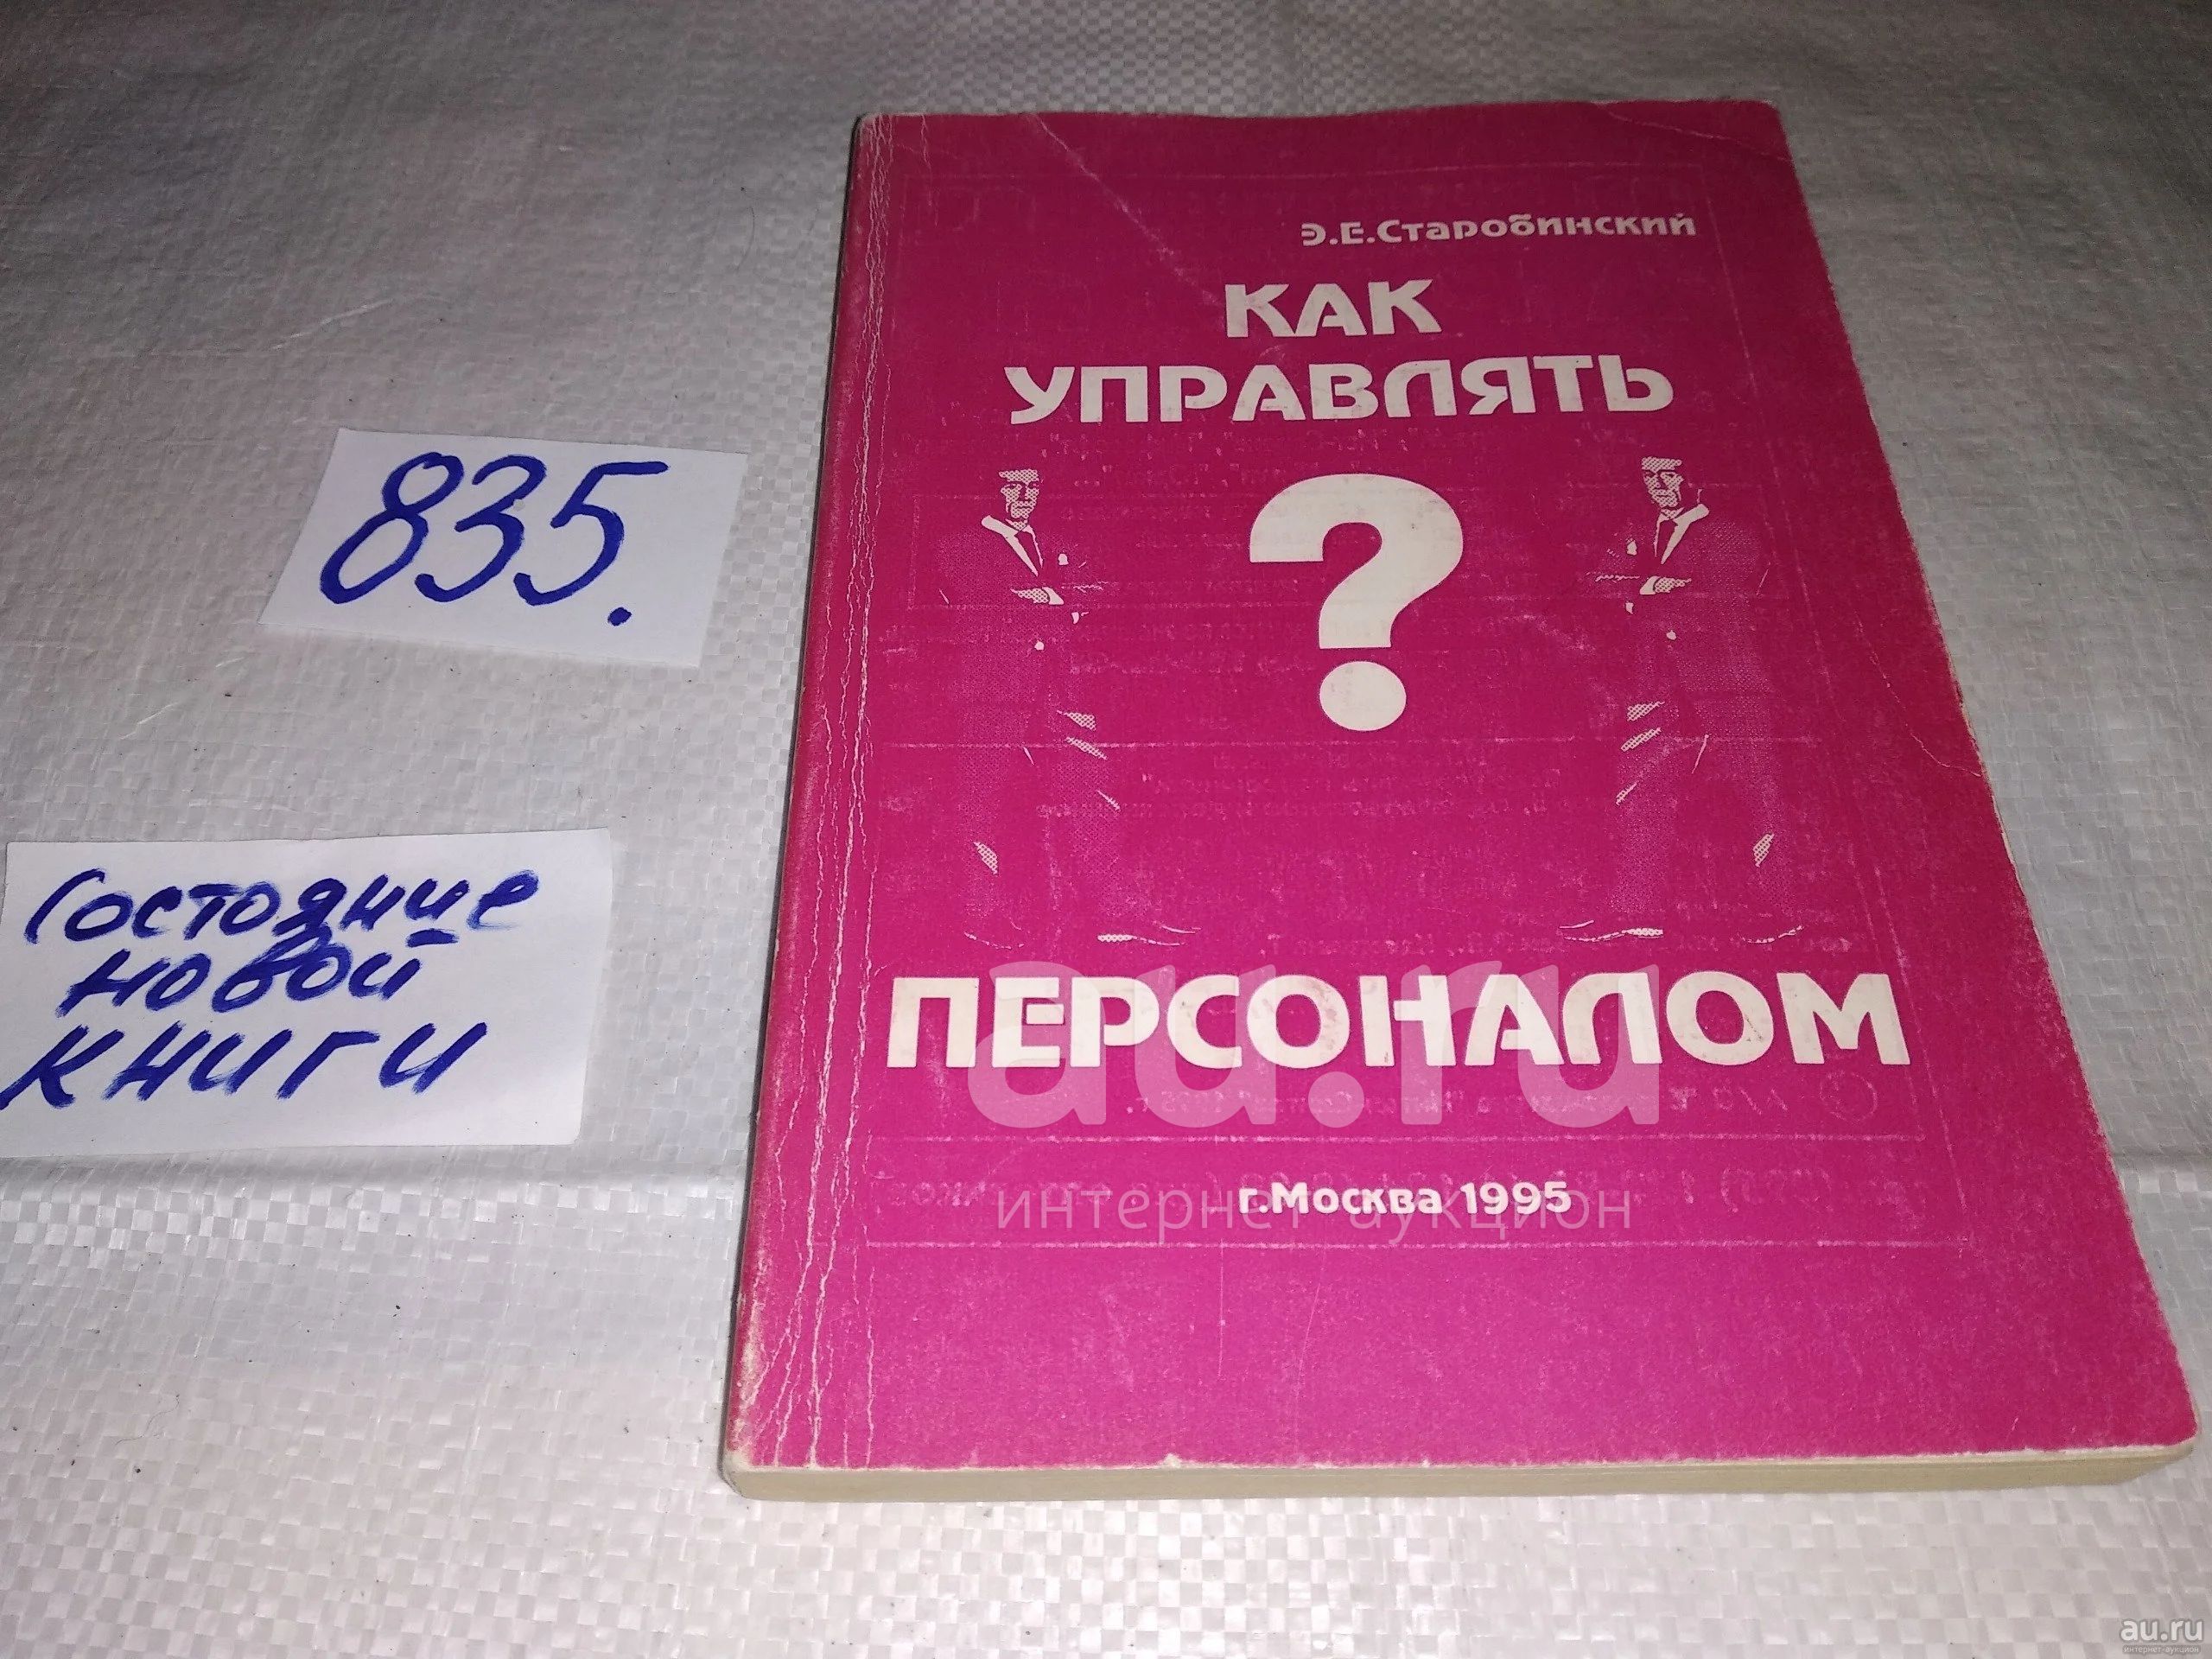 Э.Е.Старобинский
КАК
УПРАВЛЯТЬ
?
ПЕРСОНАЛОМ
г.Москва 1995
835.
Состояние
новой
книги
au.ru
интернет-аукцион
au.ru
интернет-аукцион